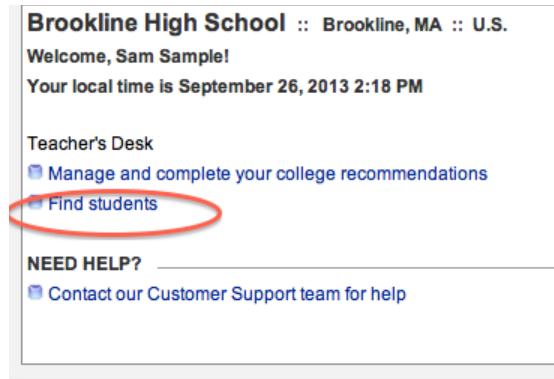 Brookline High School :: Brookline, MA :: U.S.
Welcome, Sam Sample!
Your local time is September 26, 2013 2:18 PM
Teacher's Desk
Manage and complete your college recommendations
Find students
NEED HELP?
Contact our Customer Support team for help